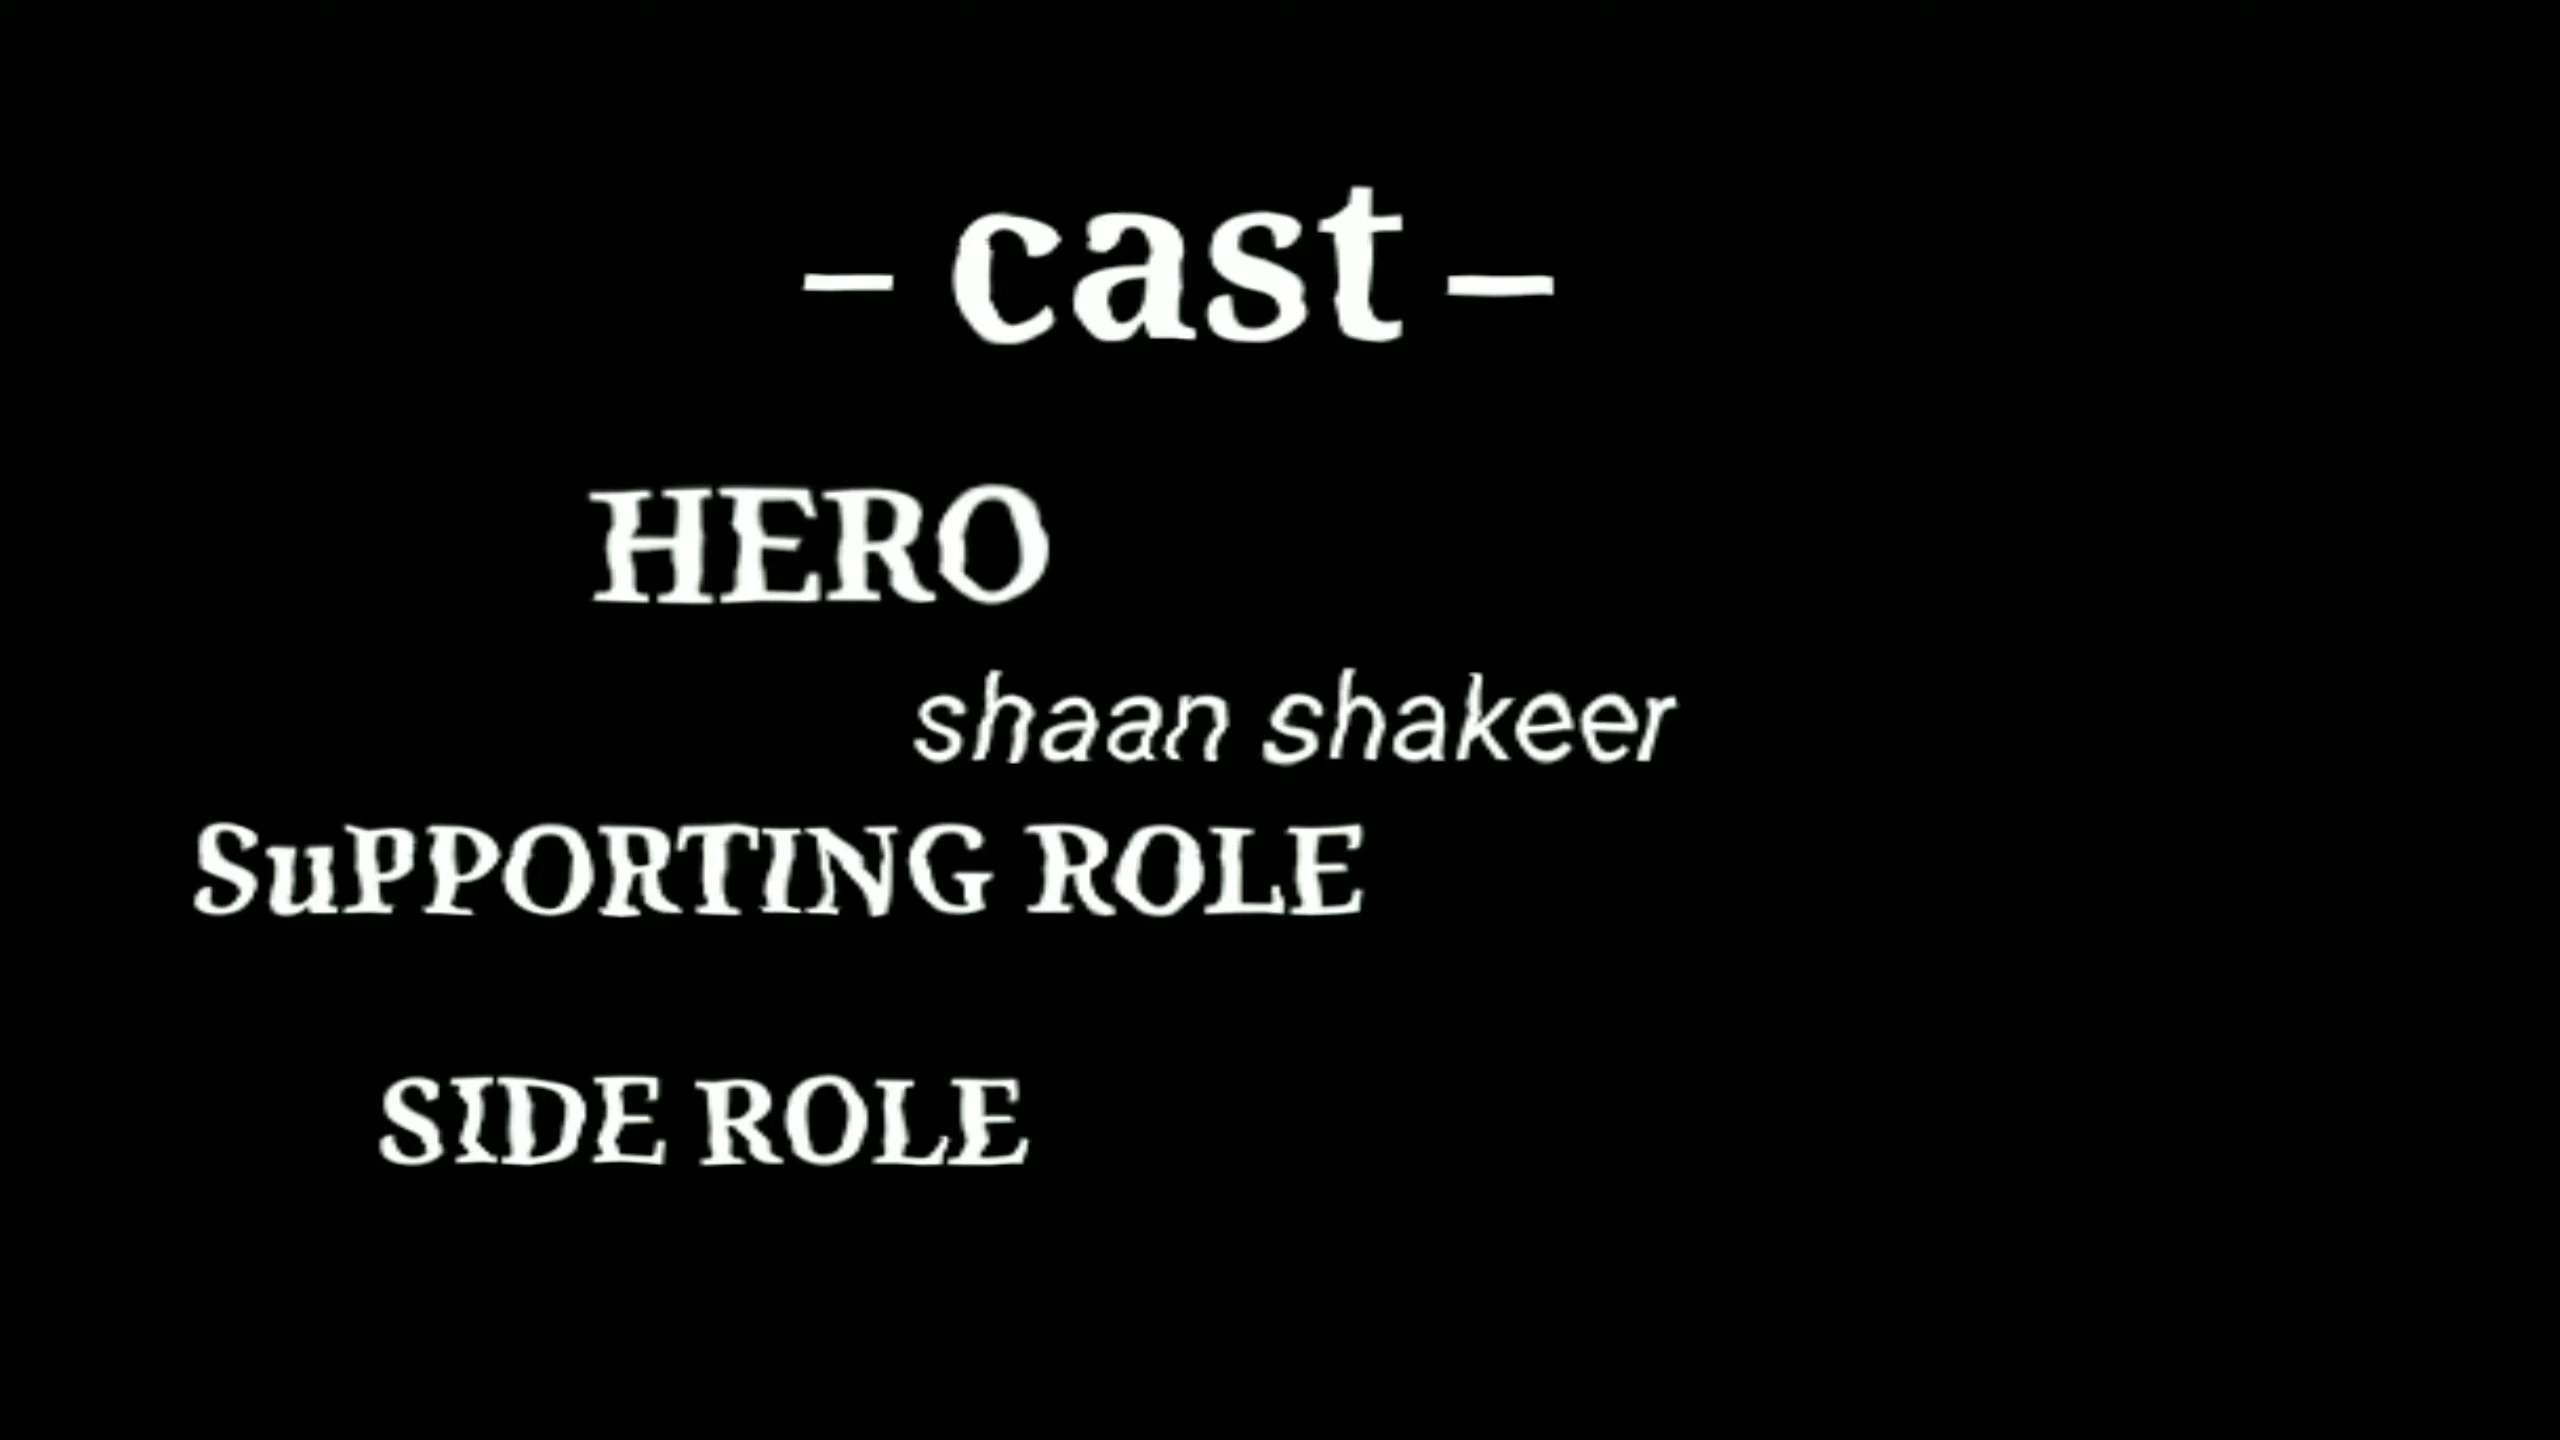 - cast -
HERO
shaan shakeer
SuPPORTING ROLE
SIDE ROLE